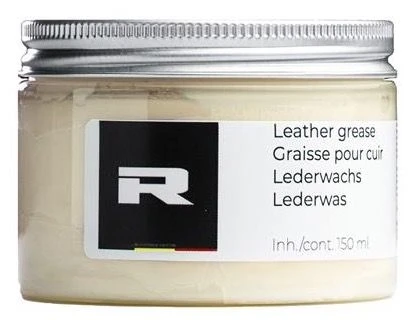 R
Leather grease
Graisse pour cuir
Lederwachs
Lederwas
Inh./cont. 150 ml